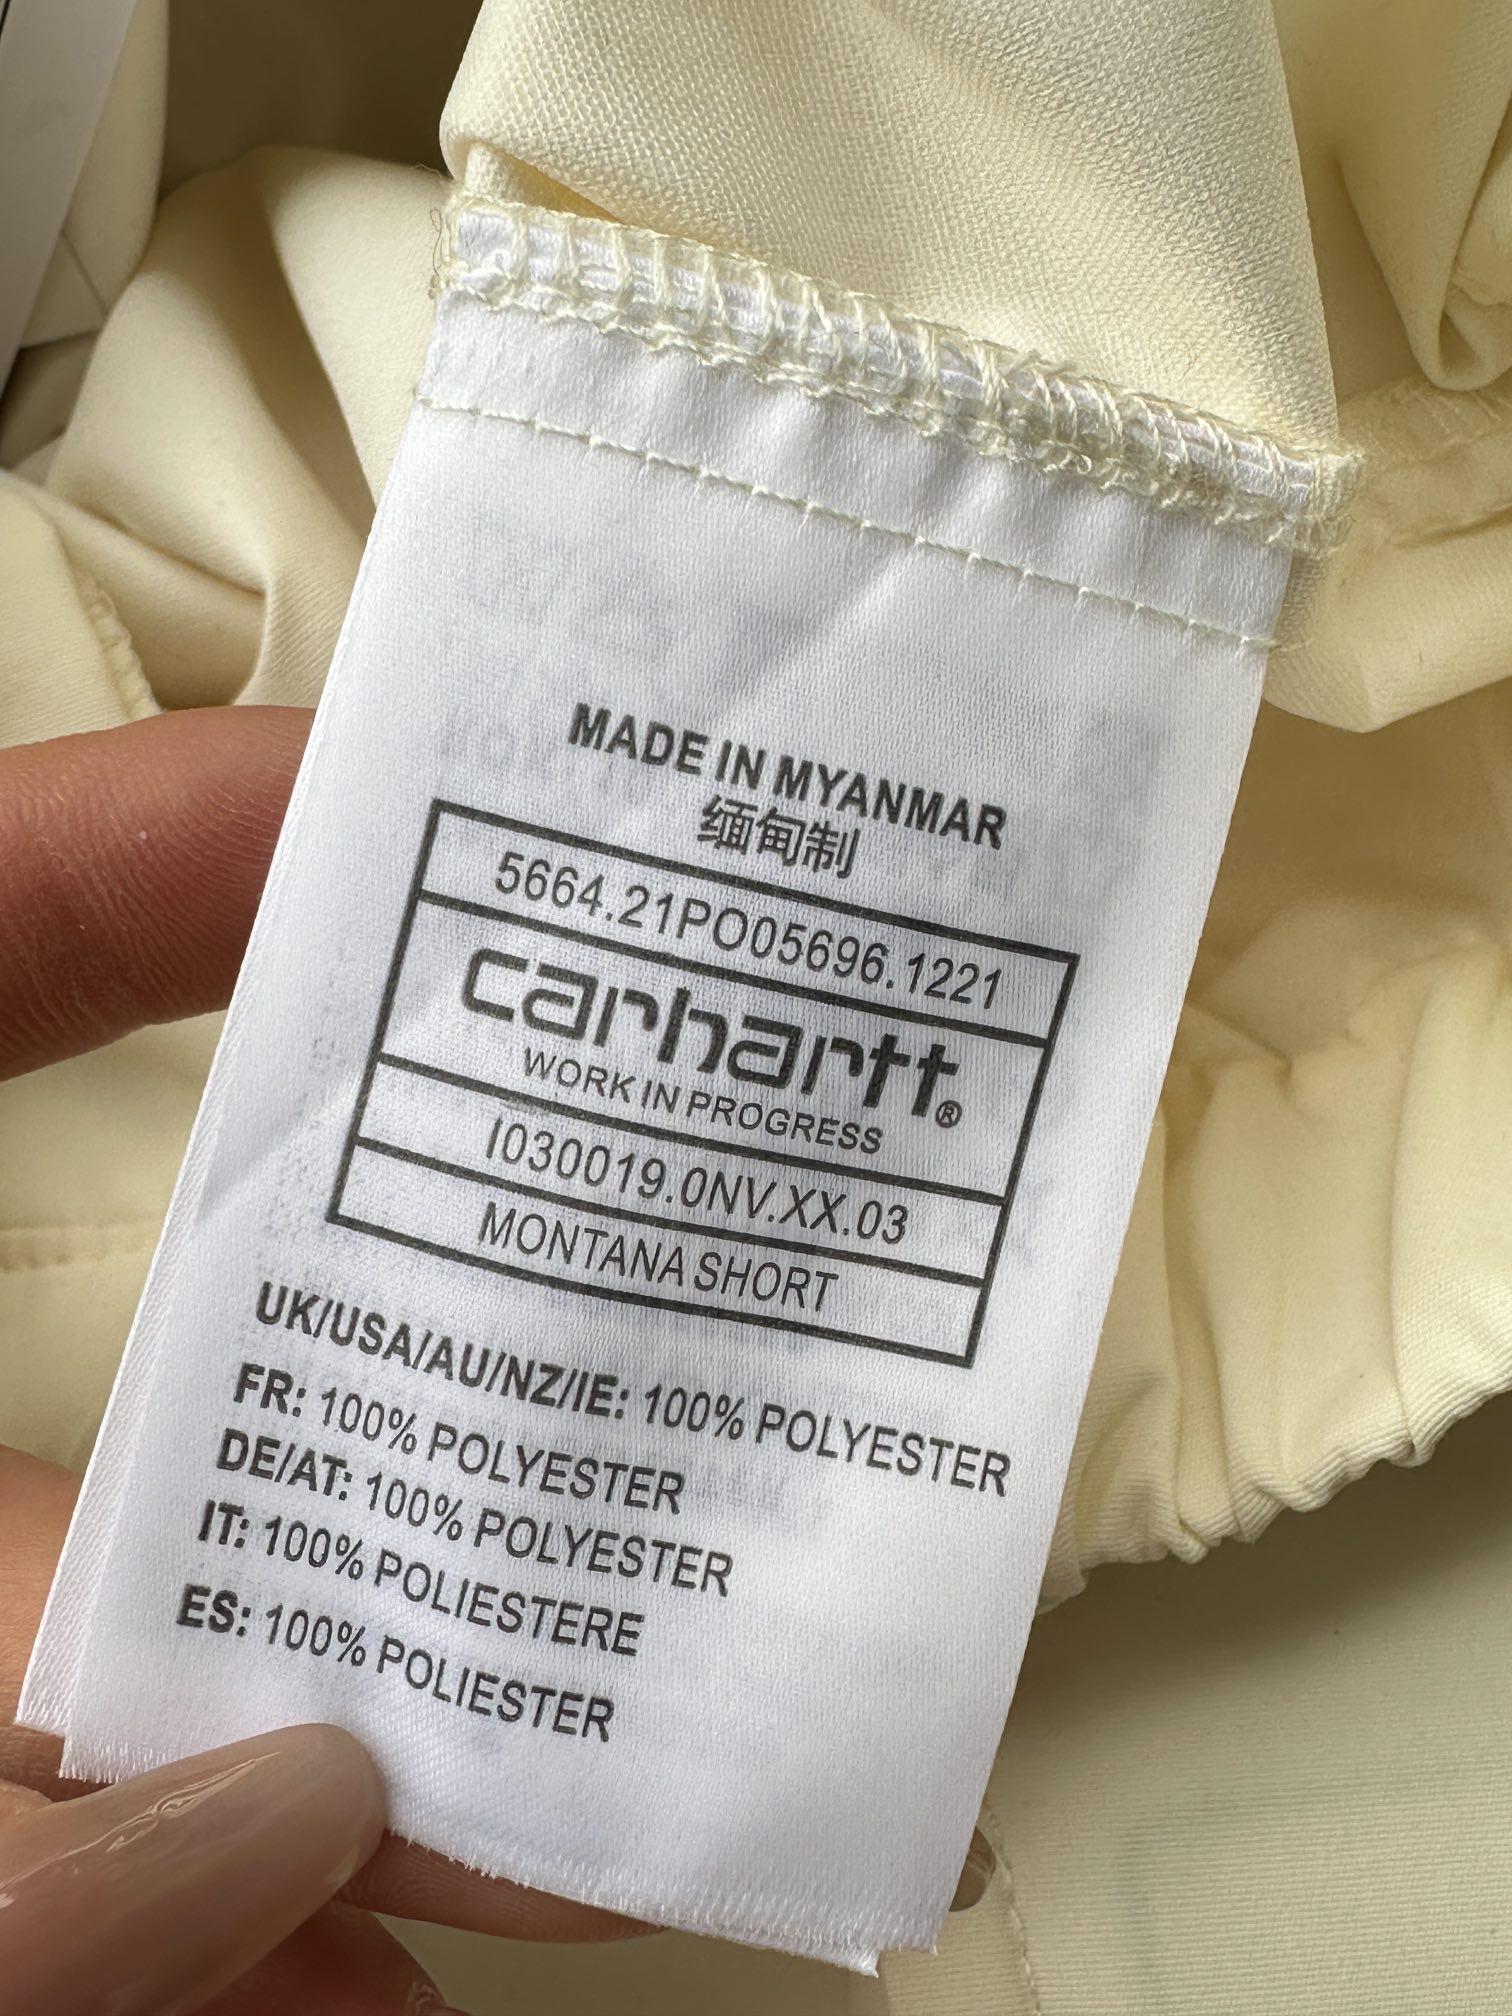 MADE IN MYANMAR
缅甸制
5664.21PO05696.1221
carhartt®
WORK IN PROGRESS
I030019.0NV.XX.03
MONTANA SHORT
UK/USA/AU/NZ/IE: 100% POLYESTER
FR: 100% POLYESTER
DE/AT: 100% POLYESTER
IT: 100% POLIESTERE
ES: 100% POLIESTER